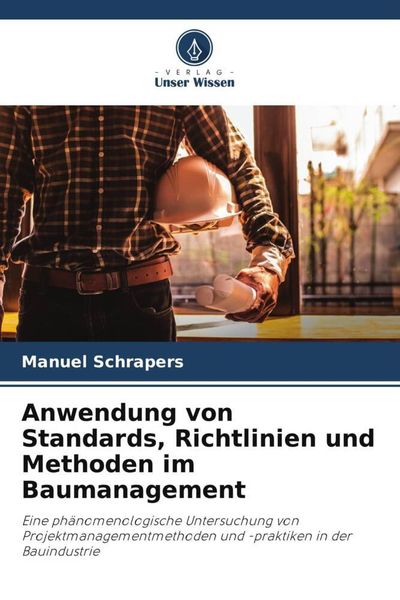 - VERLAG -
Unser Wissen
Manuel Schrapers
Anwendung von
Standards, Richtlinien und
Methoden im
Baumanagement
Eine phänomenologische Untersuchung von
Projektmanagementmethoden und -praktiken in der
Bauindustrie